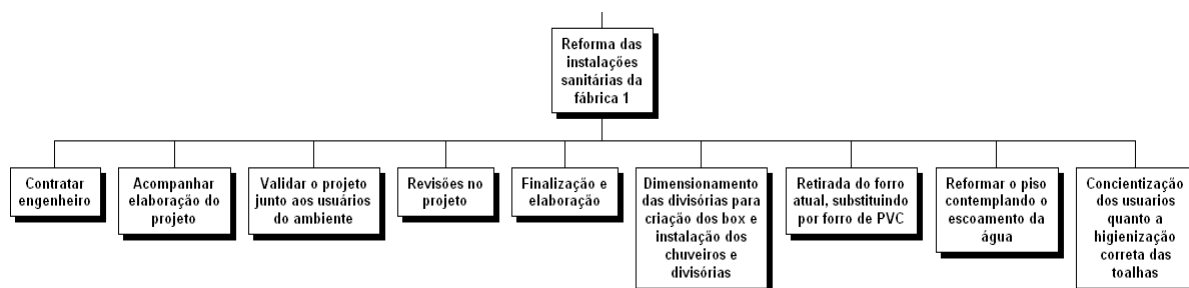 Reforma das
instalações
sanitárias da
fábrica 1
Contratar
engenheiro
Acompanhar
elaboração do
projeto
Validar o projeto
junto aos usuários
do ambiente
Revisões no
projeto
Finalização e
elaboração
Dimensionamento
das divisórias para
criação dos box e
instalação dos
chuveiros e
divisórias
Retirada do forro
atual, substituindo
por forro de PVC
Reformar o piso
contemplando o
escoamento da
água
Concientização
dos usuarios
quanto a
higienização
correta das
toalhas